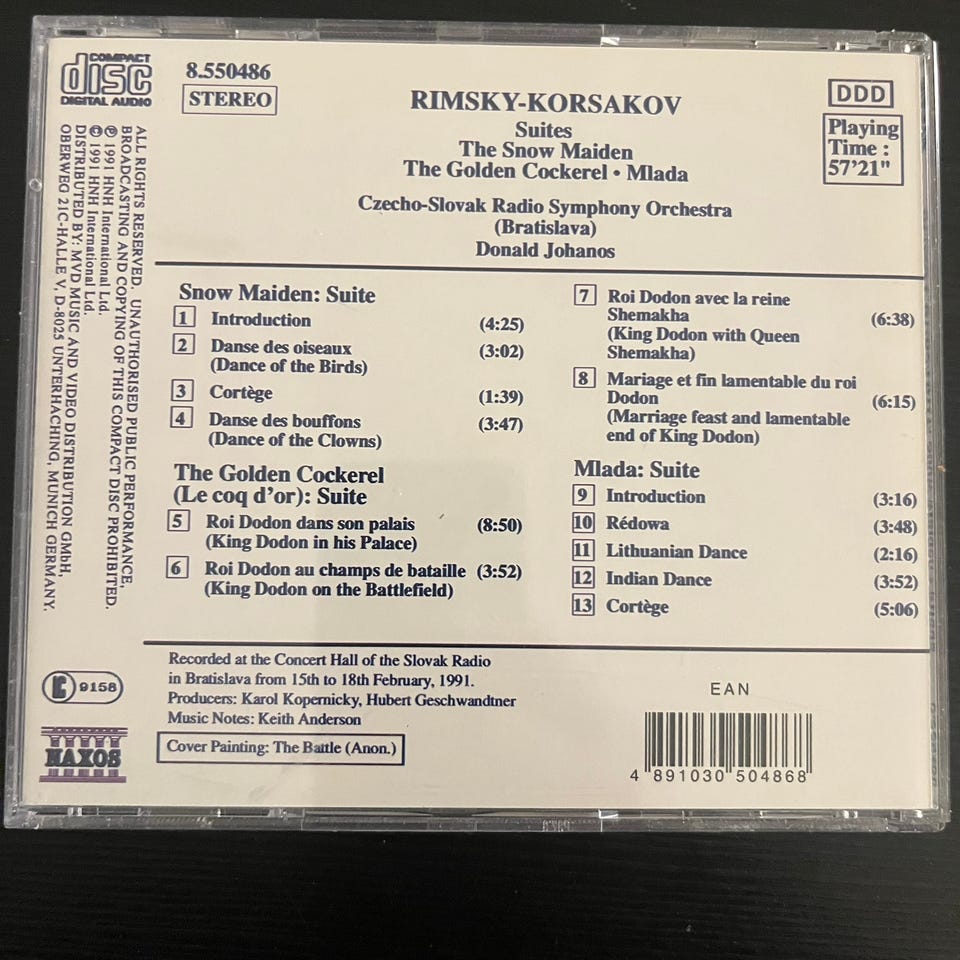 COMPACT
disc
DIGITAL AUDIO
8.550486
STEREO
DDD
Playing
Time :
57'21"
RIMSKY-KORSAKOV
Suites
The Snow Maiden
The Golden Cockerel • Mlada
Czecho-Slovak Radio Symphony Orchestra
(Bratislava)
Donald Johanos
ALL RIGHTS RESERVED. UNAUTHORISED PUBLIC PERFORMANCE,
BROADCASTING AND COPYING OF THIS COMPACT DISC PROHIBITED.
℗ 1991 HNH International Ltd.
© 1991 HNH International Ltd.
DISTRIBUTED BY: MVD MUSIC AND VIDEO DISTRIBUTION GMbH,
OBERWEG 21C-HALLE V, D-8025 UNTERHACHING, MUNICH GERMANY.
Snow Maiden: Suite
1 Introduction (4:25)
2 Danse des oiseaux (3:02)
(Dance of the Birds)
3 Cortège (1:39)
4 Danse des bouffons (3:47)
(Dance of the Clowns)
The Golden Cockerel
(Le coq d'or): Suite
5 Roi Dodon dans son palais (8:50)
(King Dodon in his Palace)
6 Roi Dodon au champs de bataille (3:52)
(King Dodon on the Battlefield)
7 Roi Dodon avec la reine
Shemakha (6:38)
(King Dodon with Queen
Shemakha)
8 Mariage et fin lamentable du roi
Dodon (6:15)
(Marriage feast and lamentable
end of King Dodon)
Mlada: Suite
9 Introduction (3:16)
10 Rédowa (3:48)
11 Lithuanian Dance (2:16)
12 Indian Dance (3:52)
13 Cortège (5:06)
Recorded at the Concert Hall of the Slovak Radio
in Bratislava from 15th to 18th February, 1991.
Producers: Karol Kopernicky, Hubert Geschwandtner
Music Notes: Keith Anderson
Cover Painting: The Battle (Anon.)
9158
NAXOS
EAN
4 891030 504868